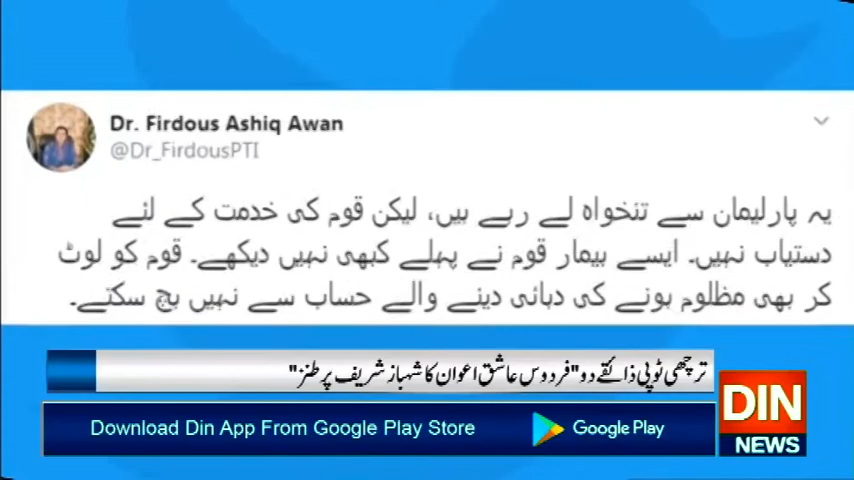 Dr. Firdous Ashiq Awan
@Dr_FirdousPTI
یہ پارلیمان سے تنخواہ لے رہے ہیں، لیکن قوم کی خدمت کے لئے
دستیاب نہیں۔ ایسے بیمار قوم نے پہلے کبھی نہیں دیکھے۔ قوم کو لوٹ
کر بھی مظلوم ہونے کی دہائی دینے والے حساب سے نہیں بچ سکتے۔
ترچھی ٹوپی ذائقے دو"فردوس عاشق اعوان کا شہباز شریف پر طنز"
Download Din App From Google Play Store
Google Play
DIN
NEWS